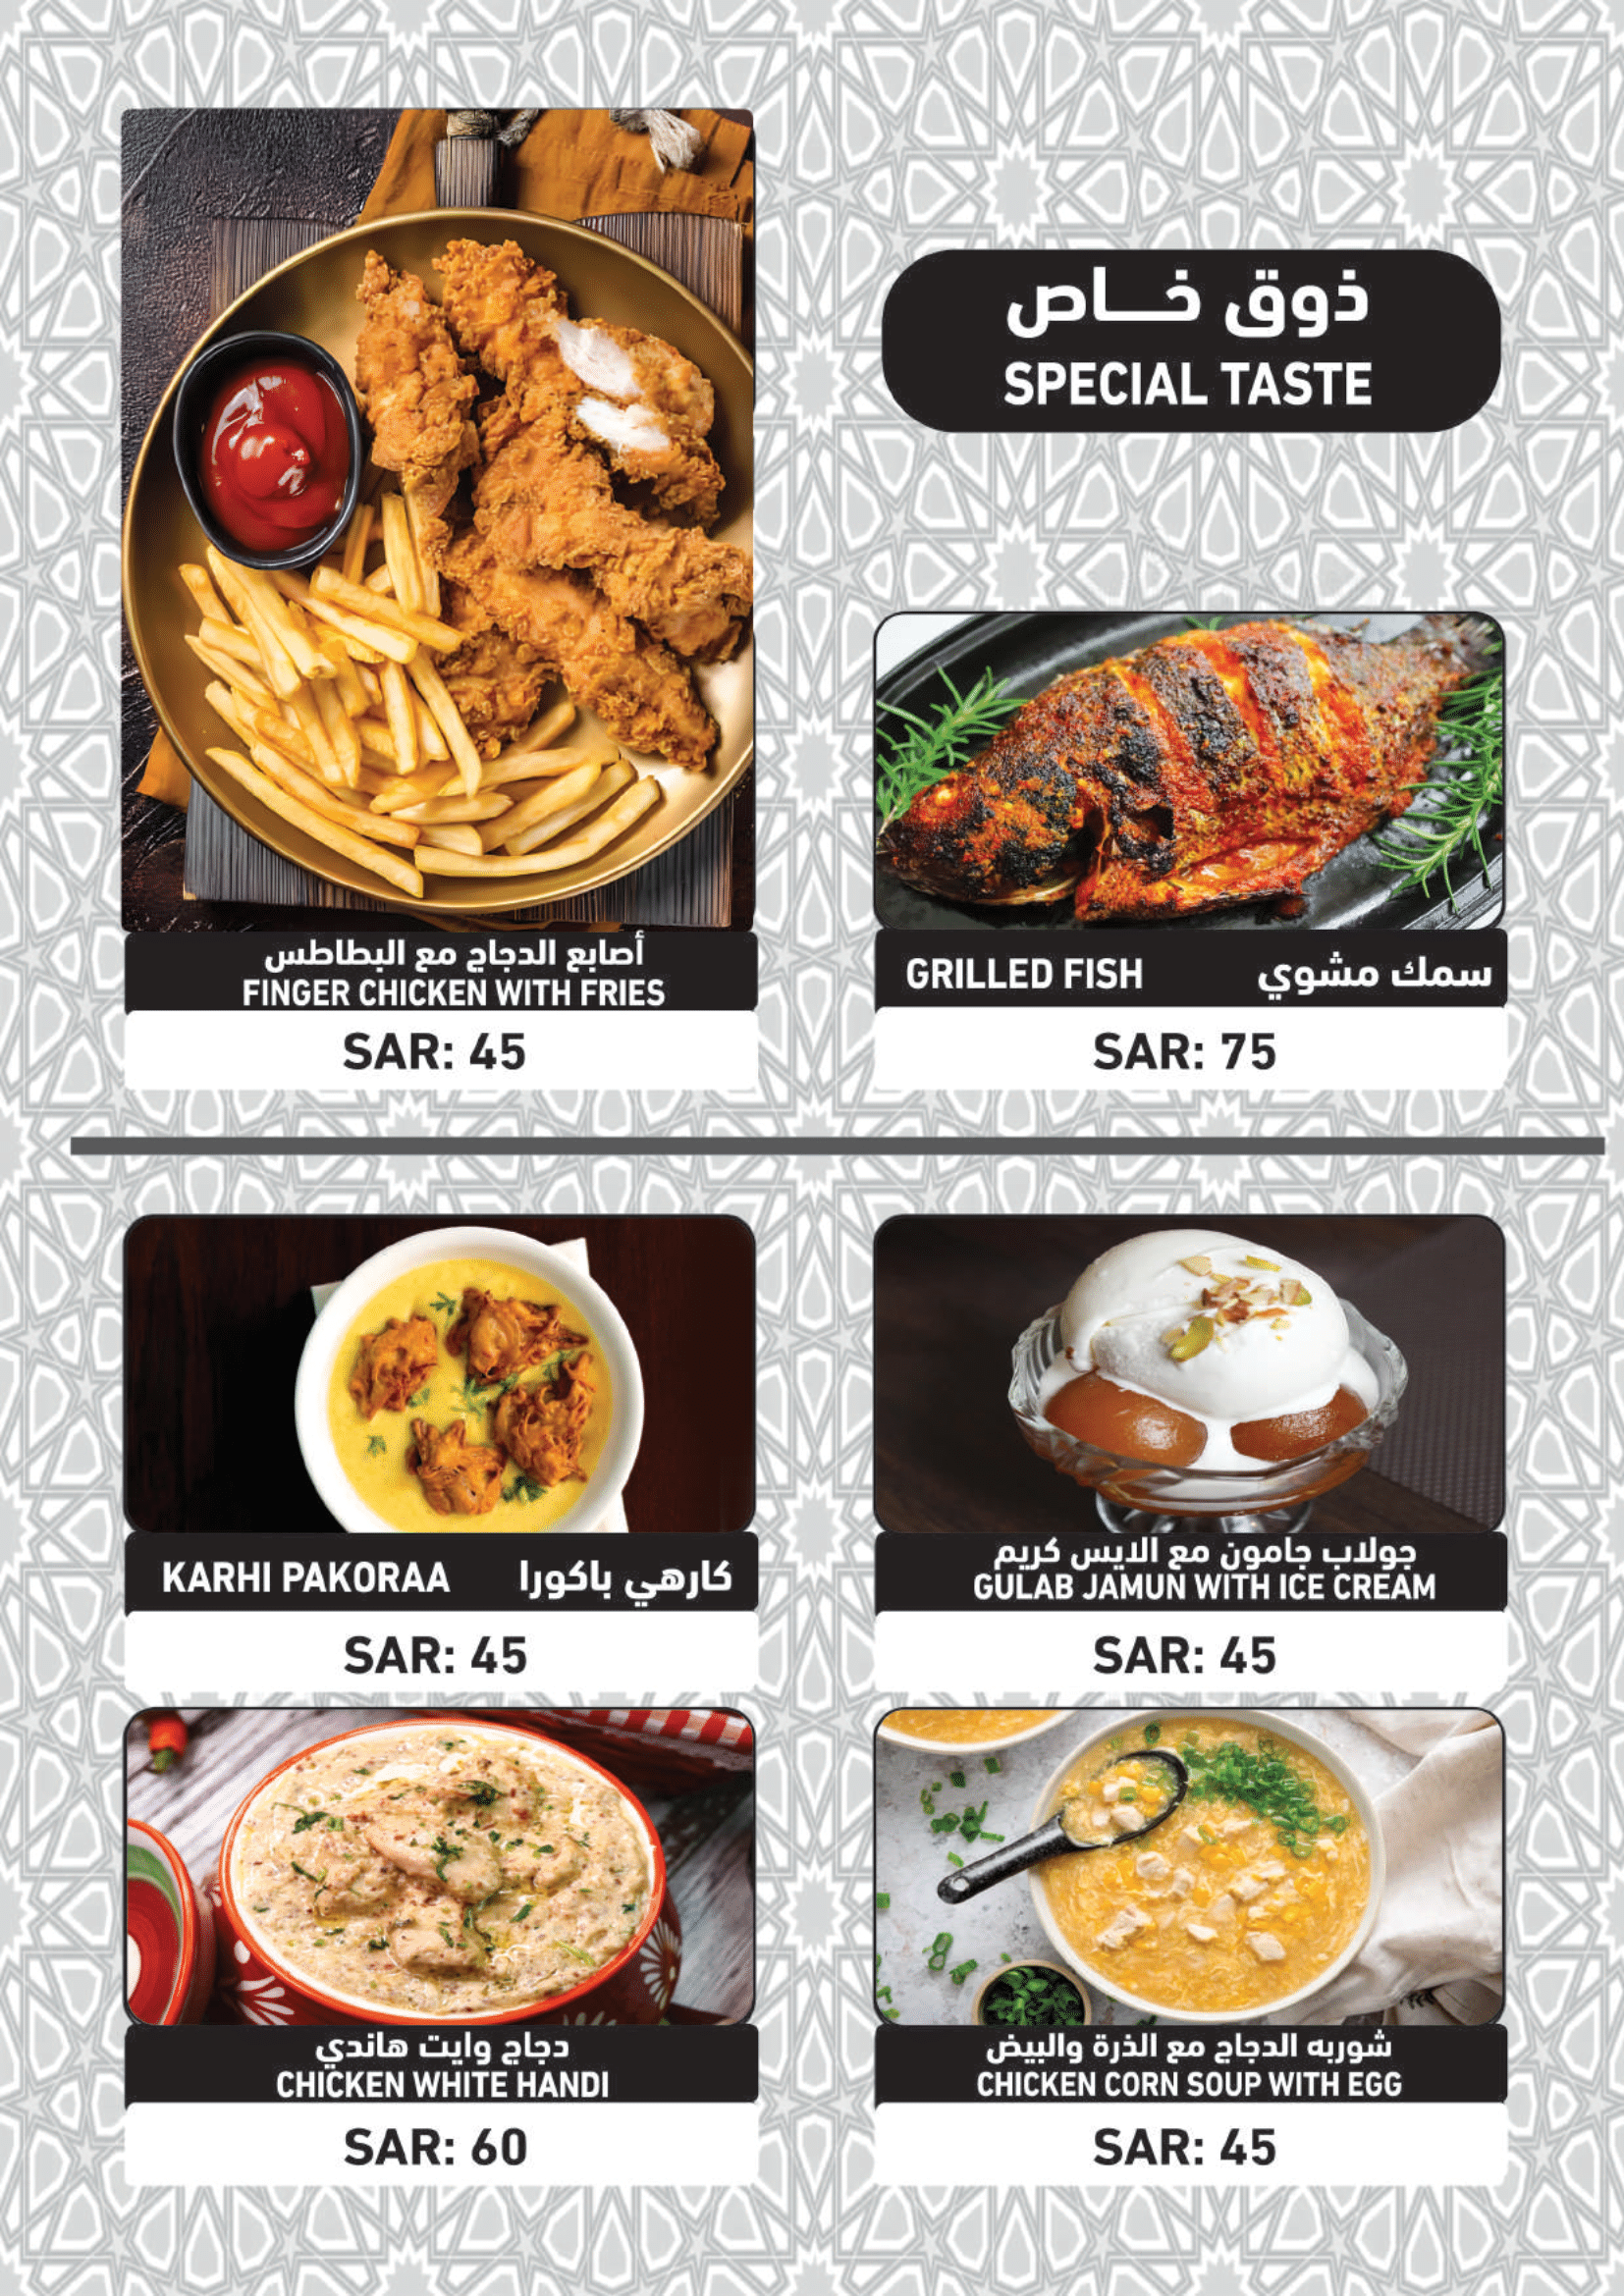 ذوق خاص
SPECIAL TASTE
أصابع الدجاج مع البطاطس
FINGER CHICKEN WITH FRIES
SAR: 45
GRILLED FISH سمك مشوي
SAR: 75
KARHI PAKORAA كارهي باكورا
SAR: 45
جولاب جامون مع الايس كريم
GULAB JAMUN WITH ICE CREAM
SAR: 45
دجاج وايت هاندي
CHICKEN WHITE HANDI
SAR: 60
شوربه الدجاج مع الذرة والبيض
CHICKEN CORN SOUP WITH EGG
SAR: 45